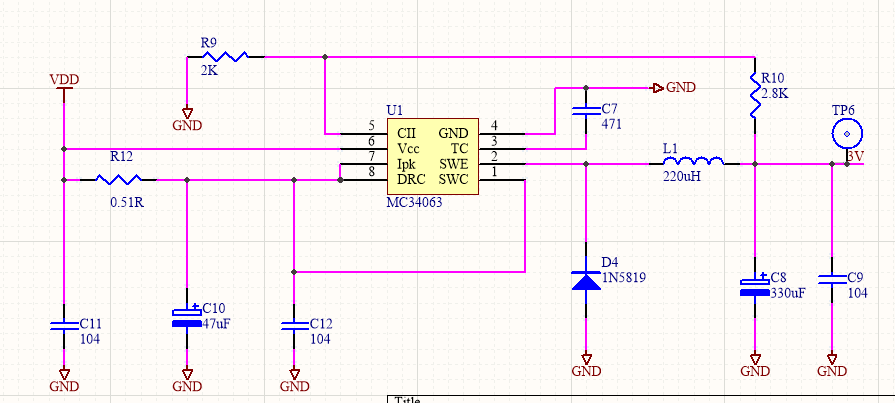 R9
2K
VDD
GND
GND
R10
2.8K
TP6
3V
U1
5 CII GND 4
6 Vcc TC 3
7 Ipk SWE 2
8 DRC SWC 1
MC34063
C7
471
R12
0.51R
L1
220uH
D4
1N5819
C8
330uF
C9
104
C11
104
C10
47uF
C12
104
GND
GND
GND
GND
GND
GND
Title